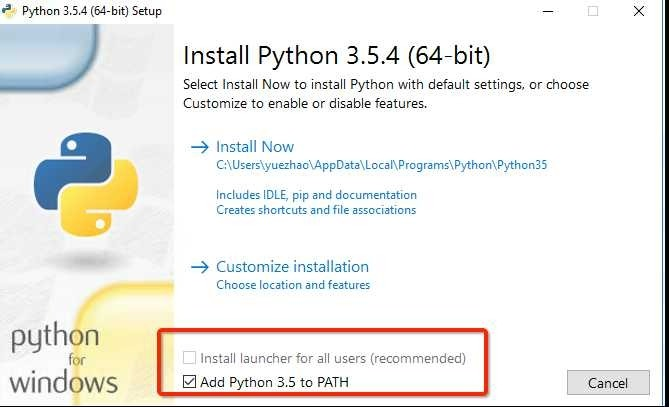 Python 3.5.4 (64-bit) Setup
Install Python 3.5.4 (64-bit)
Select Install Now to install Python with default settings, or choose
Customize to enable or disable features.
Install Now
C:\Users\yuezhao\AppData\Local\Programs\Python\Python35
Includes IDLE, pip and documentation
Creates shortcuts and file associations
Customize installation
Choose location and features
Install launcher for all users (recommended)
Add Python 3.5 to PATH
Cancel
python
for
windows